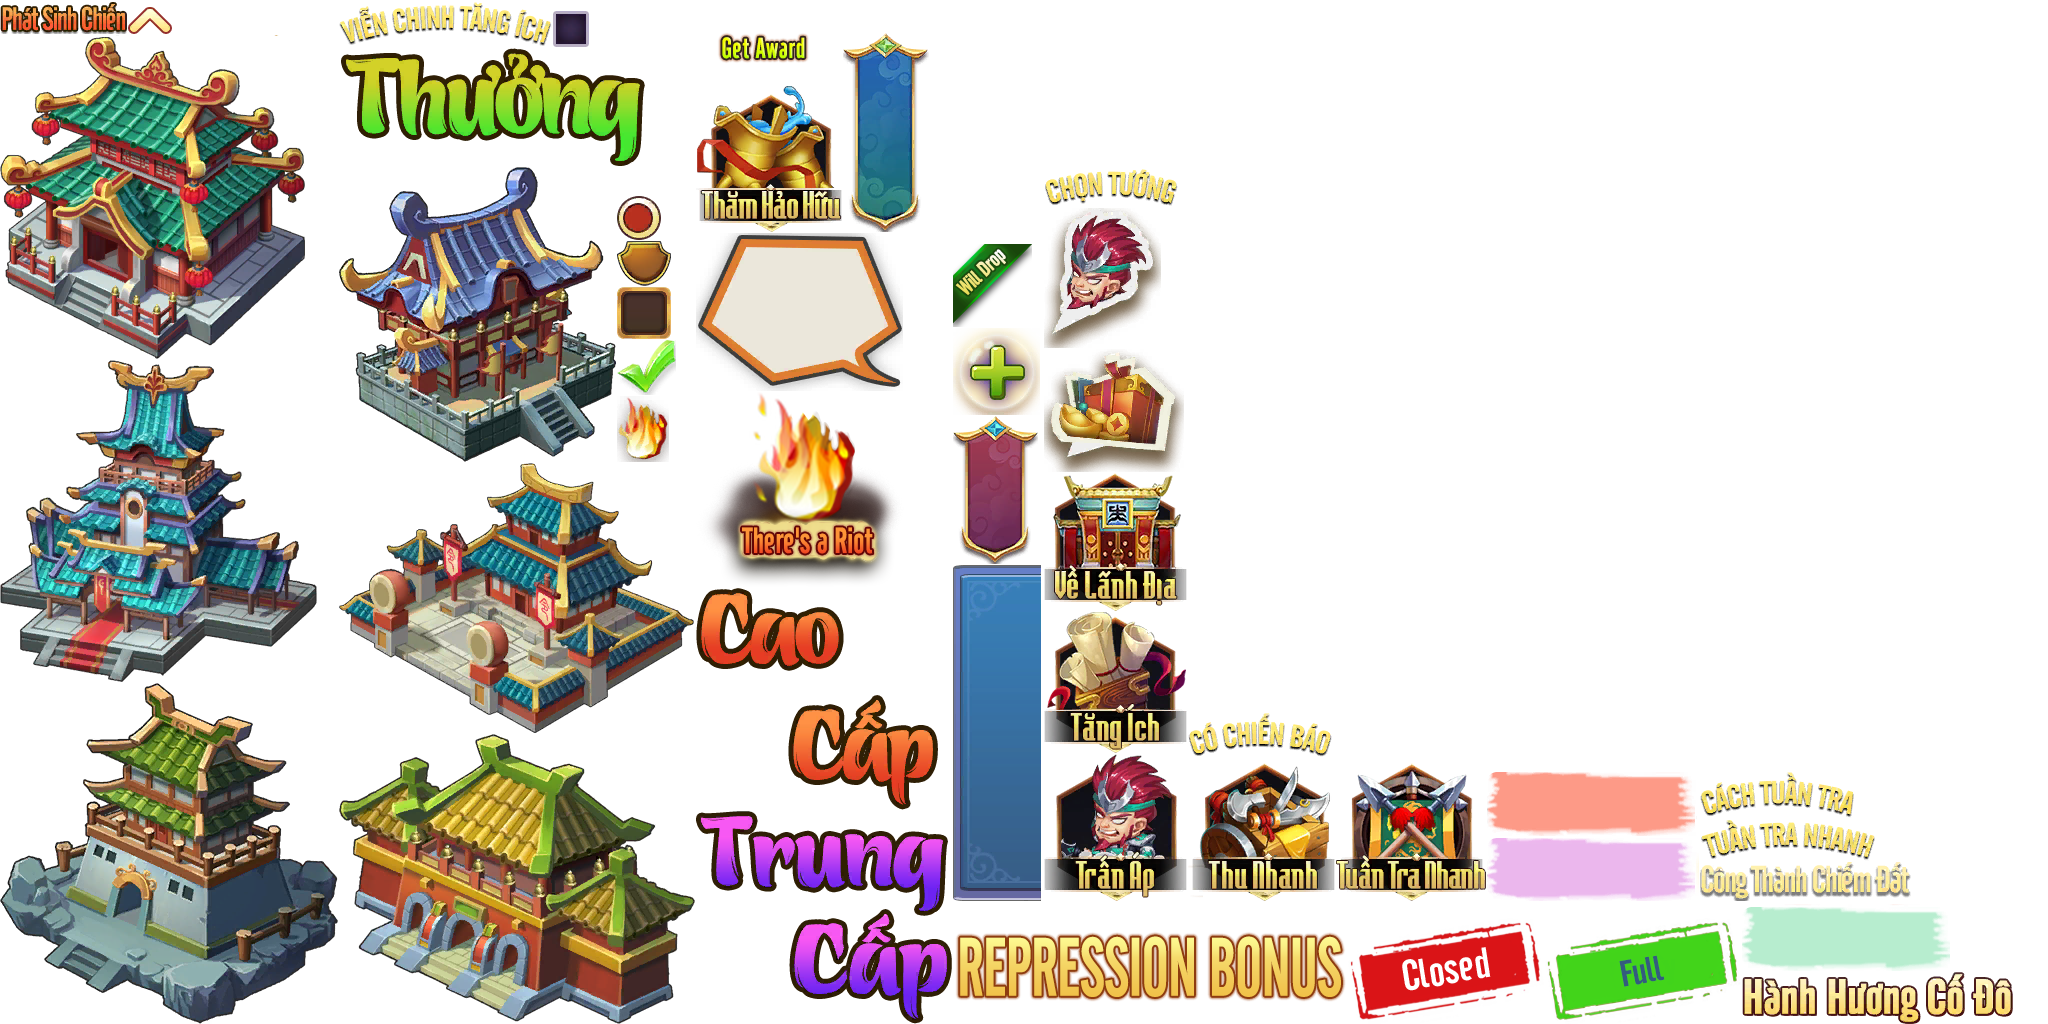 Phát Sinh Chiến
VIỄN CHINH TĂNG ÍCH
Thưởng
Get Award
Thăm Hảo Hữu
CHỌN TƯỚNG
Will Drop
There's a Riot
Về Lãnh Địa
Cao
Cấp
Tăng Ích
CÓ CHIẾN BÁO
Trung
Cấp
Trấn Áp
Thu Nhanh
Tuần Tra Nhanh
CÁCH TUẦN TRA
TUẦN TRA NHANH
Công Thành Chiếm Đất
REPRESSION BONUS
Closed
Full
Hành Hương Cố Đô